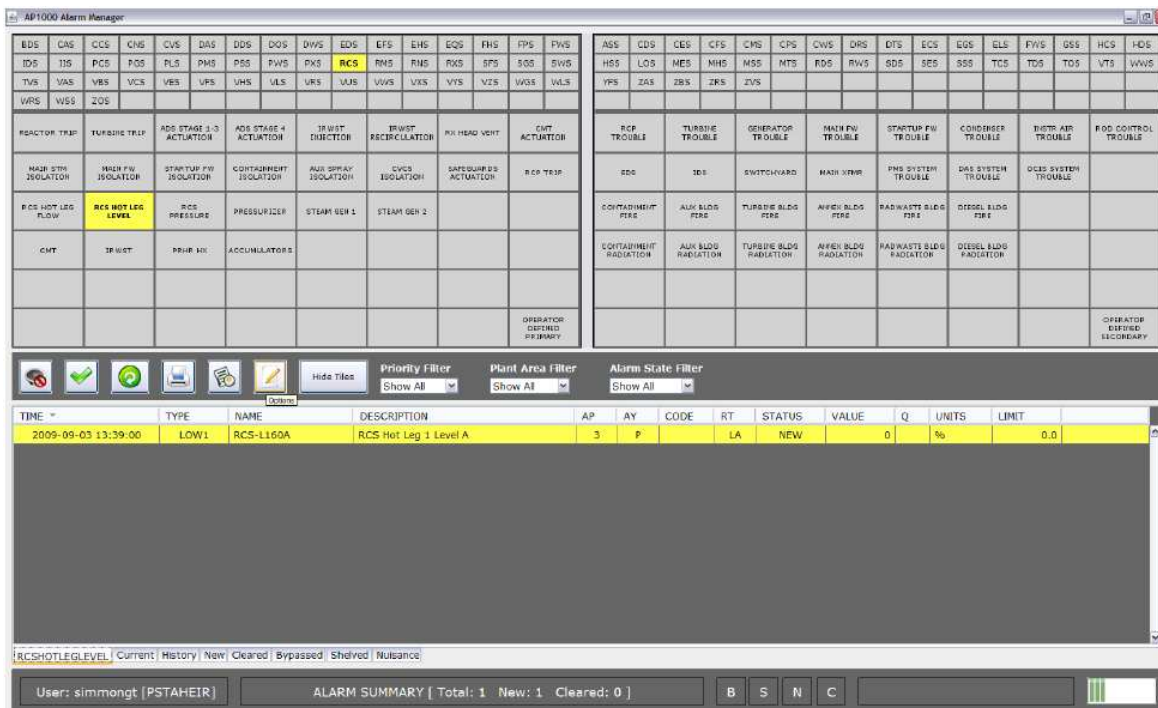 AP1000 Alarm Manager
BDS CAS CCS CNS CVS DAS DDS DOS DWS EDS EFS EHS EQS FHS FPS FWS
IDS IIS PCS PGS PLS PMS PSS PWS PXS RCS RMS RNS RXS SFS SGS SWS
TVS VAS VBS VCS VES VFS VHS VLS VRS VUS VWS VXS VYS VZS WGS WLS
WRS WSS ZOS
ASS CDS CES CFS CMS CPS CWS DRS DTS ECS EGS ELS FWS GSS HCS HDS
HSS LOS MES MHS MSS MTS RDS RWS SDS SES SSS TCS TDS TOS VTS WWS
YFS ZAS ZBS ZRS ZVS
REACTOR TRIP
TURBINE TRIP
ADS STAGE 1-3
ACTUATION
ADS STAGE 4
ACTUATION
IRWST
INJECTION
IRWST
RECIRCULATION
RX HEAD VENT
CMT
ACTUATION
MAIN STM
ISOLATION
MAIN FW
ISOLATION
STARTUP FW
ISOLATION
CONTAINMENT
ISOLATION
AUX SPRAY
ISOLATION
CVCS
ISOLATION
SAFEGUARDS
ACTUATION
RCP TRIP
RCS HOT LEG
FLOW
RCS HOT LEG
LEVEL
RCS
PRESSURE
PRESSURIZER
STEAM GEN 1
STEAM GEN 2
CMT
IRWST
PRHR HX
ACCUMULATORS
OPERATOR
DEFINED
PRIMARY
RCP
TROUBLE
TURBINE
TROUBLE
GENERATOR
TROUBLE
MAIN FW
TROUBLE
STARTUP FW
TROUBLE
CONDENSER
TROUBLE
INSTR AIR
TROUBLE
ROD CONTROL
TROUBLE
EDS
IDS
SWITCHYARD
MAIN XFMR
PMS SYSTEM
TROUBLE
DAS SYSTEM
TROUBLE
OCIS SYSTEM
TROUBLE
CONTAINMENT
FIRE
AUX BLDG
FIRE
TURBINE BLDG
FIRE
ANNEX BLDG
FIRE
RADWASTE BLDG
FIRE
DIESEL BLDG
FIRE
CONTAINMENT
RADIATION
AUX BLDG
RADIATION
TURBINE BLDG
RADIATION
ANNEX BLDG
RADIATION
RADWASTE BLDG
RADIATION
DIESEL BLDG
RADIATION
OPERATOR
DEFINED
SECONDARY
Hide Tiles
Priority Filter
Show All
Plant Area Filter
Show All
Alarm State Filter
Show All
Options
TIME TYPE NAME DESCRIPTION AP AY CODE RT STATUS VALUE Q UNITS LIMIT
2009-09-03 13:39:00 LOW1 RCS-L160A RCS Hot Leg 1 Level A 3 P LA NEW 0 % 0.0
RCSHOTLEGLEVEL Current History New Cleared Bypassed Shelved Nuisance
User: simmongt [PSTAHEIR] ALARM SUMMARY [ Total: 1 New: 1 Cleared: 0 ] B S N C